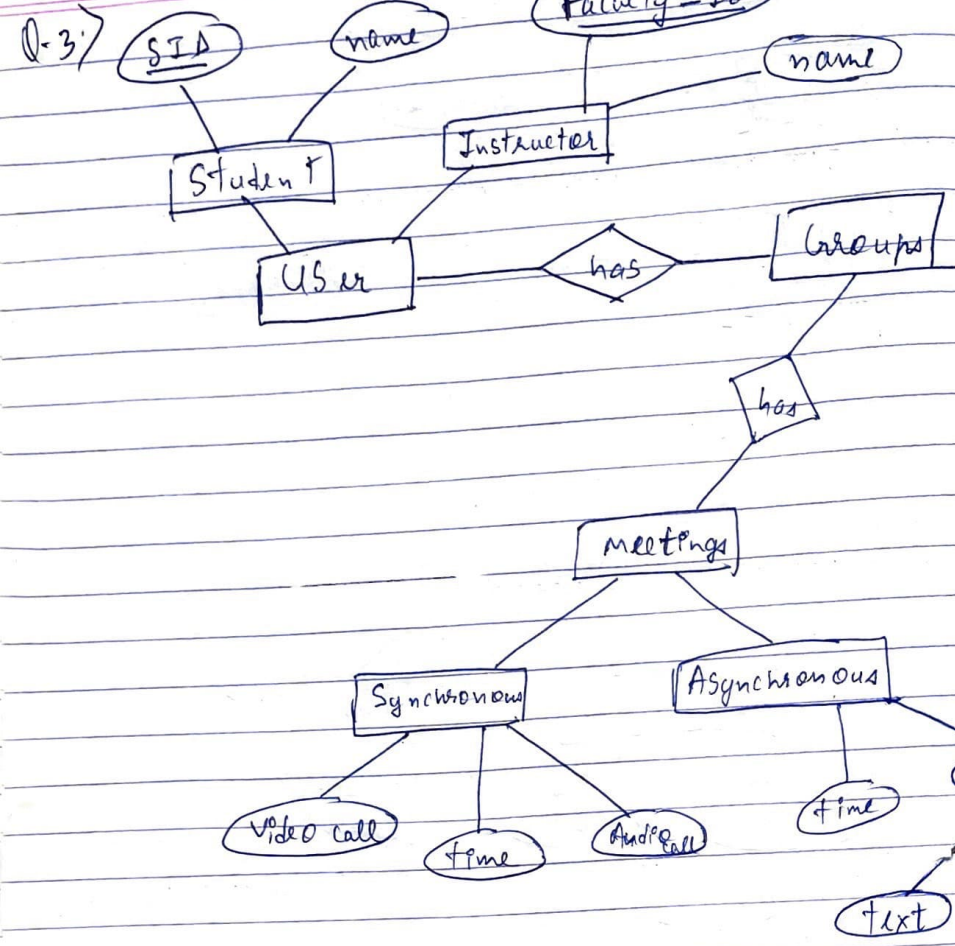 Q-3:)
SID
name
name
Instructor
Student
User
has
Groups
has
Meetings
Synchronous
Asynchronous
Video call
time
Audio call
time
text